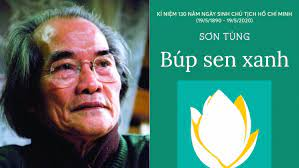 KỈ NIỆM 130 NĂM NGÀY SINH CHỦ TỊCH HỒ CHÍ MINH
(19/5/1890 - 19/5/2020)
SƠN TÙNG
Búp sen xanh